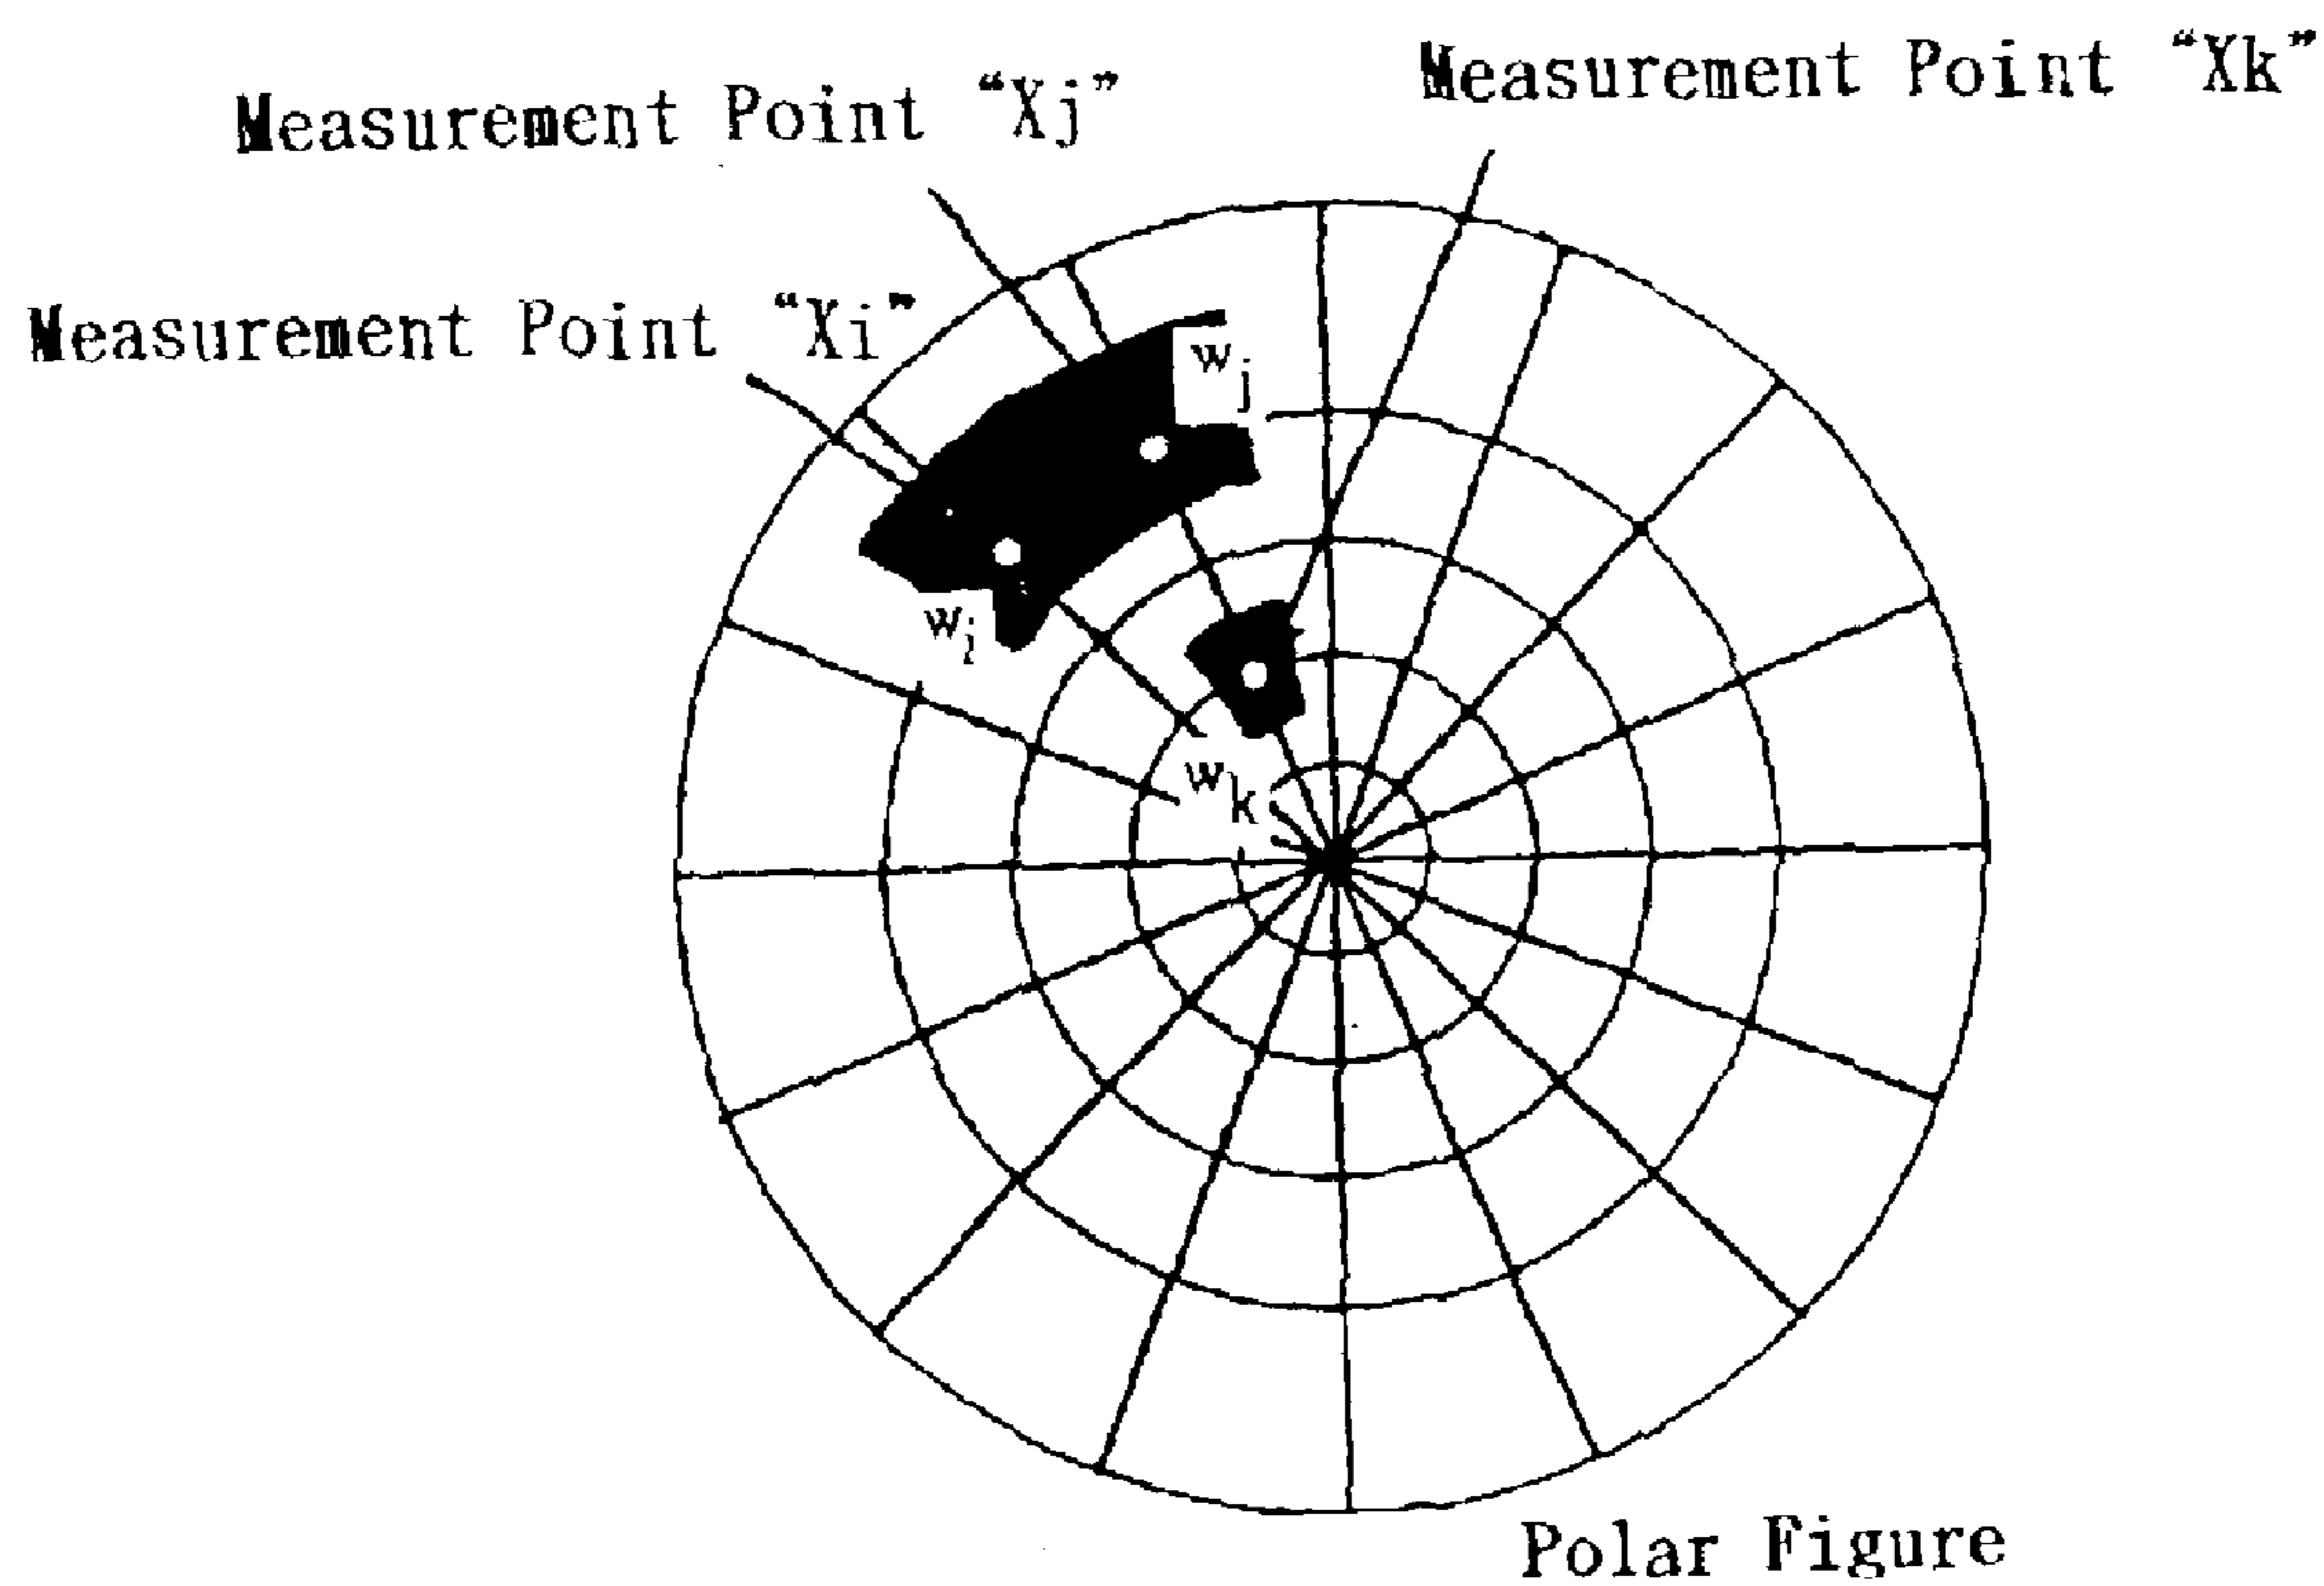 Measurement Point “Xk”
Measurement Point “Xj”
Measurement Point “Xi”
wj
wi
wk
Polar Figure